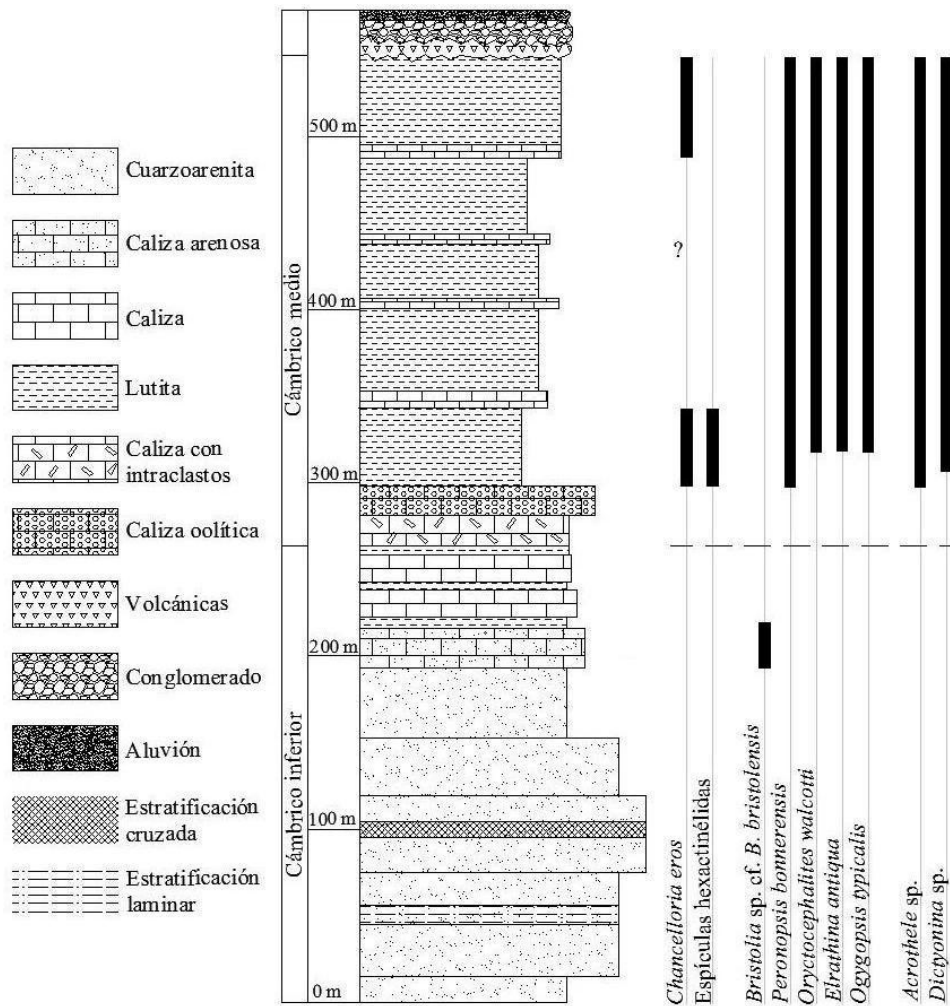 Cuarzoarenita
Caliza arenosa
Caliza
Lutita
Caliza con
intraclastos
Caliza oolítica
Volcánicas
Conglomerado
Aluvión
Estratificación
cruzada
Estratificación
laminar
Cámbrico medio
Cámbrico inferior
500 m
400 m
300 m
200 m
100 m
0 m
?
Chancelloria eros
Espículas hexactinélidas
Bristolia sp. cf. B. bristolensis
Peronopsis bonnerensis
Oryctocephalites walcotti
Elrathina antiqua
Ogygopsis typicalis
Acrothele sp.
Dictyonina sp.